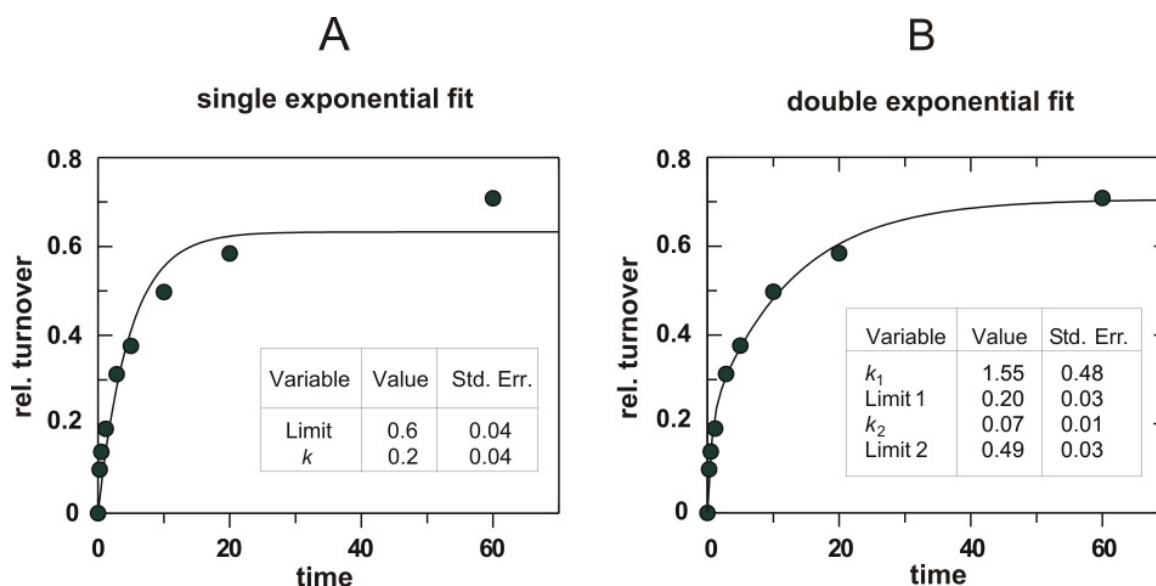 A
single exponential fit
rel. turnover
0.8
0.6
0.4
0.2
0
0 20 40 60
time
Variable Value Std. Err.
Limit 0.6 0.04
k 0.2 0.04
B
double exponential fit
rel. turnover
0.8
0.6
0.4
0.2
0
0 20 40 60
time
Variable Value Std. Err.
k1 1.55 0.48
Limit 1 0.20 0.03
k2 0.07 0.01
Limit 2 0.49 0.03